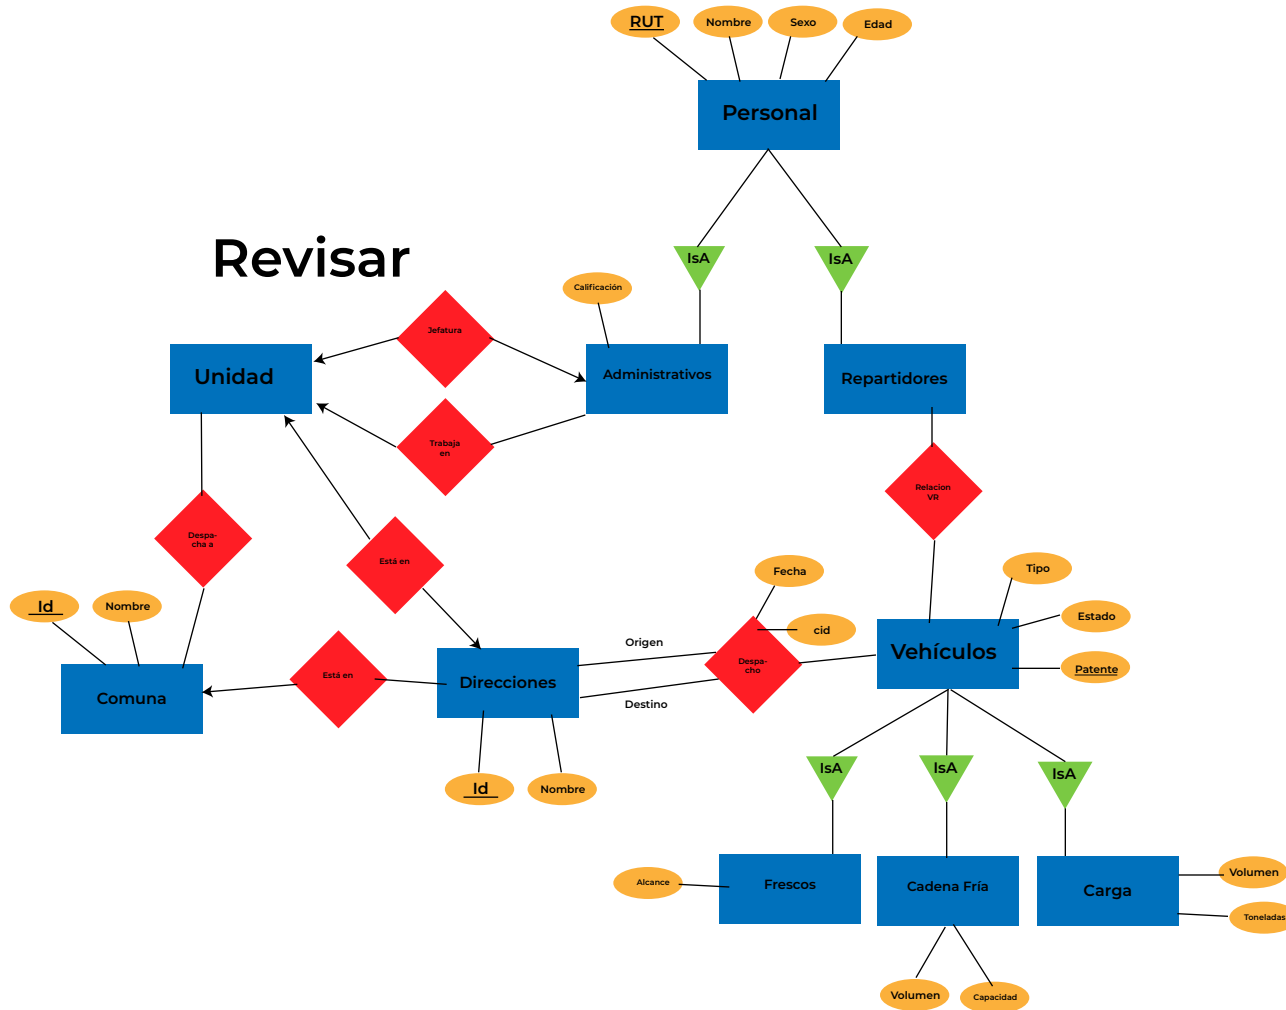 RUT
Nombre
Sexo
Edad
Personal
Revisar
IsA
IsA
Calificación
Jefatura
Unidad
Administrativos
Repartidores
Trabaja
en
Relacion
VR
Despa-
cha a
Está en
Fecha
Tipo
Id
Nombre
Estado
cid
Origen
Vehículos
Despa-
cho
Patente
Está en
Direcciones
Comuna
Destino
Id
Nombre
IsA
IsA
IsA
Alcance
Frescos
Cadena Fría
Carga
Volumen
Toneladas
Volumen
Capacidad